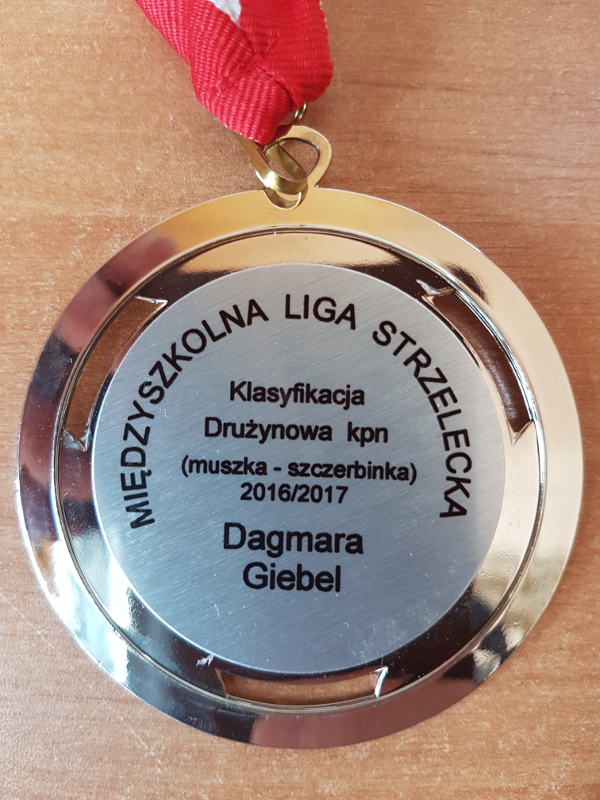 MIĘDZYSZKOLNA LIGA STRZELECKA
Klasyfikacja
Drużynowa kpn
(muszka - szczerbinka)
2016/2017
Dagmara
Giebel